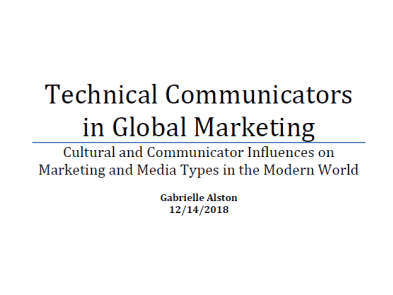 Technical Communicators
in Global Marketing
Cultural and Communicator Influences on
Marketing and Media Types in the Modern World
Gabrielle Alston
12/14/2018